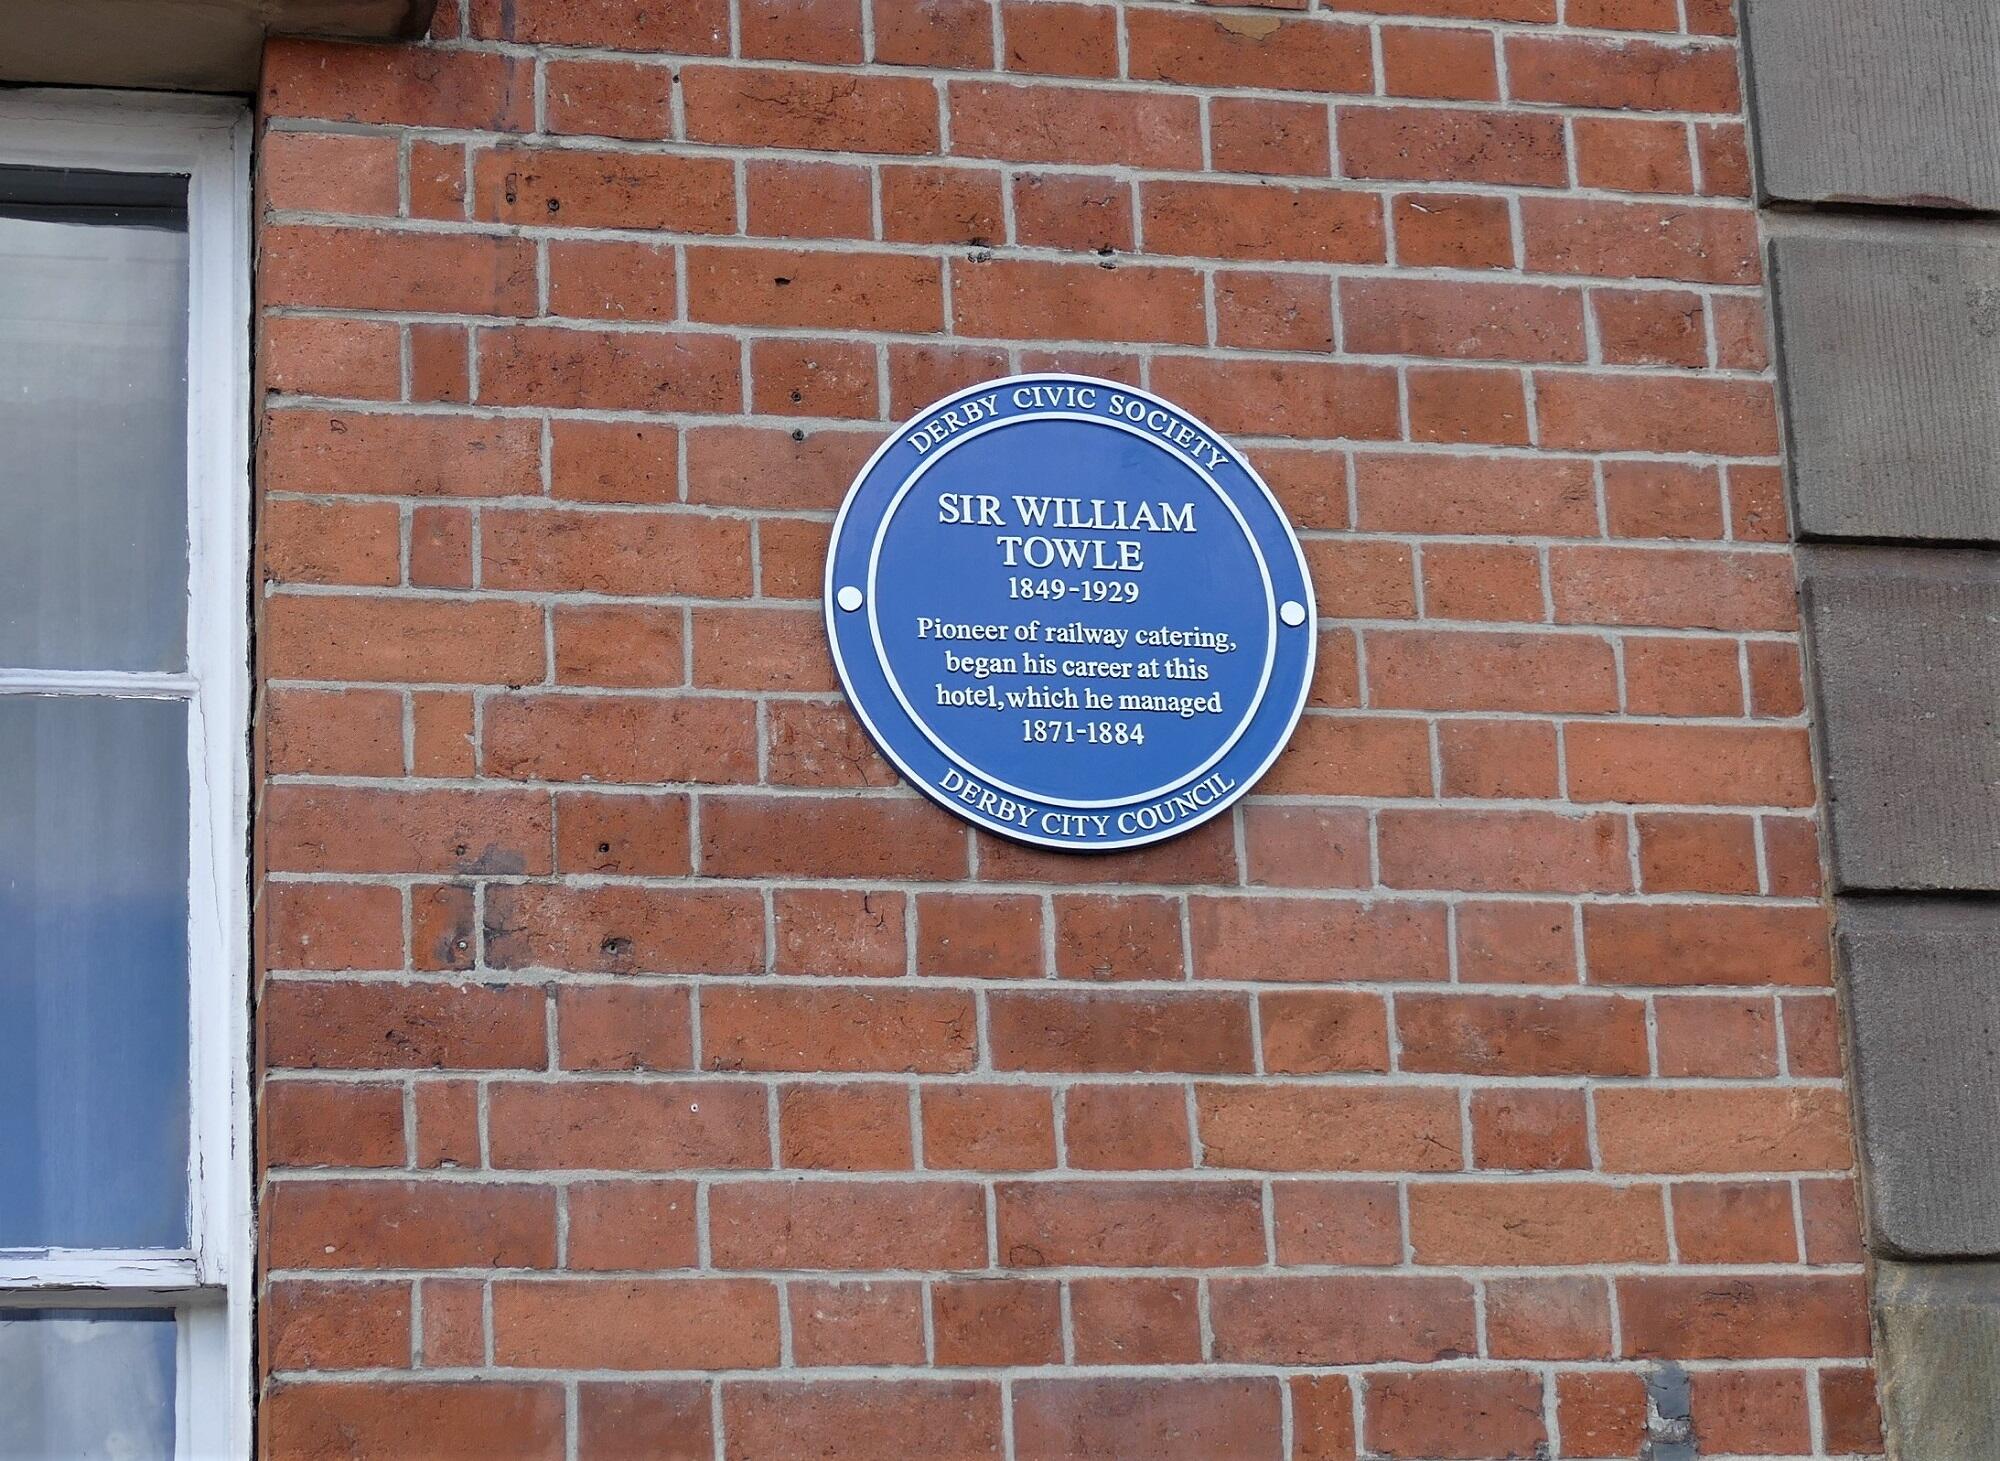 DERBY CIVIC SOCIETY
SIR WILLIAM
TOWLE
1849-1929
Pioneer of railway catering,
began his career at this
hotel, which he managed
1871-1884
DERBY CITY COUNCIL